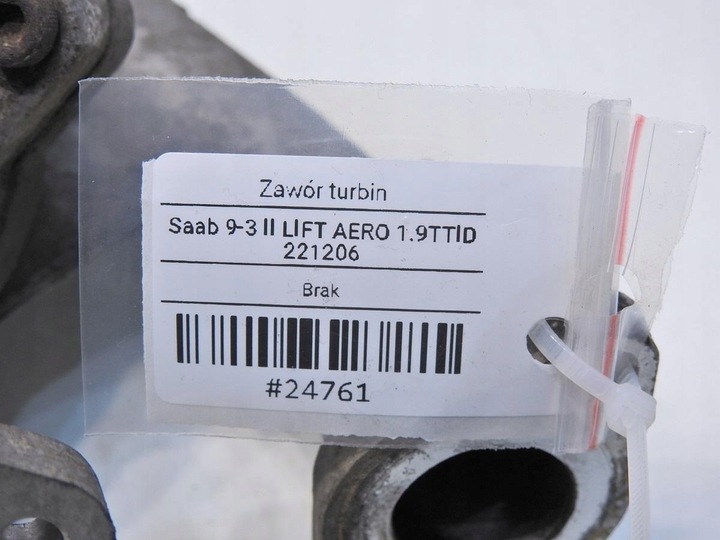 Zawór turbin
Saab 9-3 II LIFT AERO 1.9TTID
221206
Brak
#24761